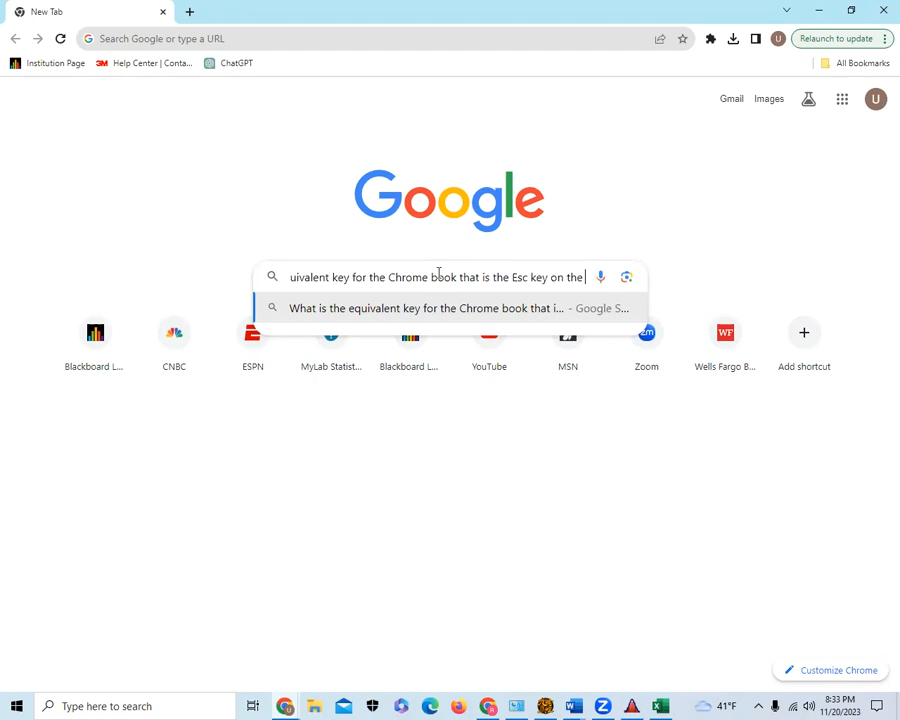 New Tab
Search Google or type a URL
U
Relaunch to update
Institution Page
3M
Help Center | Conta...
ChatGPT
All Bookmarks
Gmail
Images
U
Google
uivalent key for the Chrome book that is the Esc key on the
What is the equivalent key for the Chrome book that i... - Google S...
zm
WF
Blackboard L...
CNBC
ESPN
MyLab Statist...
Blackboard L...
YouTube
MSN
Zoom
Wells Fargo B...
Add shortcut
Customize Chrome
Type here to search
41°F
8:33 PM
11/20/2023